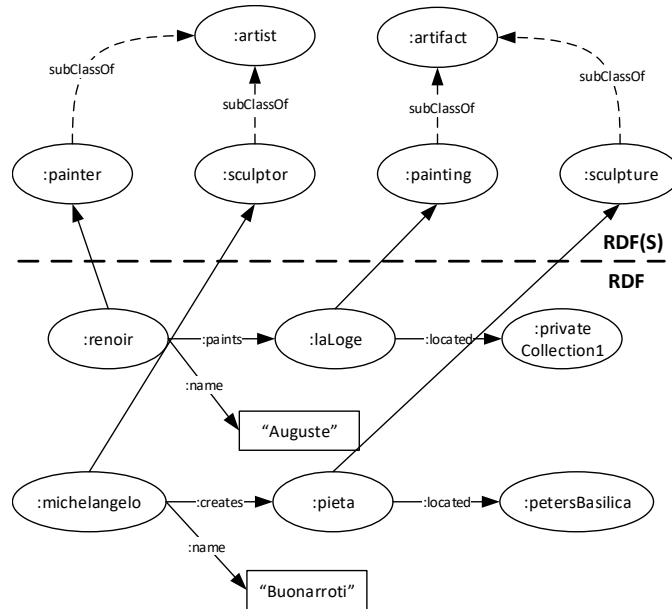 :artist
:artifact
subClassOf
subClassOf
subClassOf
subClassOf
:painter
:sculptor
:painting
:sculpture
RDF(S)
RDF
:renoir
:paints
:laLoge
:located
:private
Collection1
:name
“Auguste”
:michelangelo
:creates
:pieta
:located
:petersBasilica
:name
“Buonarroti”